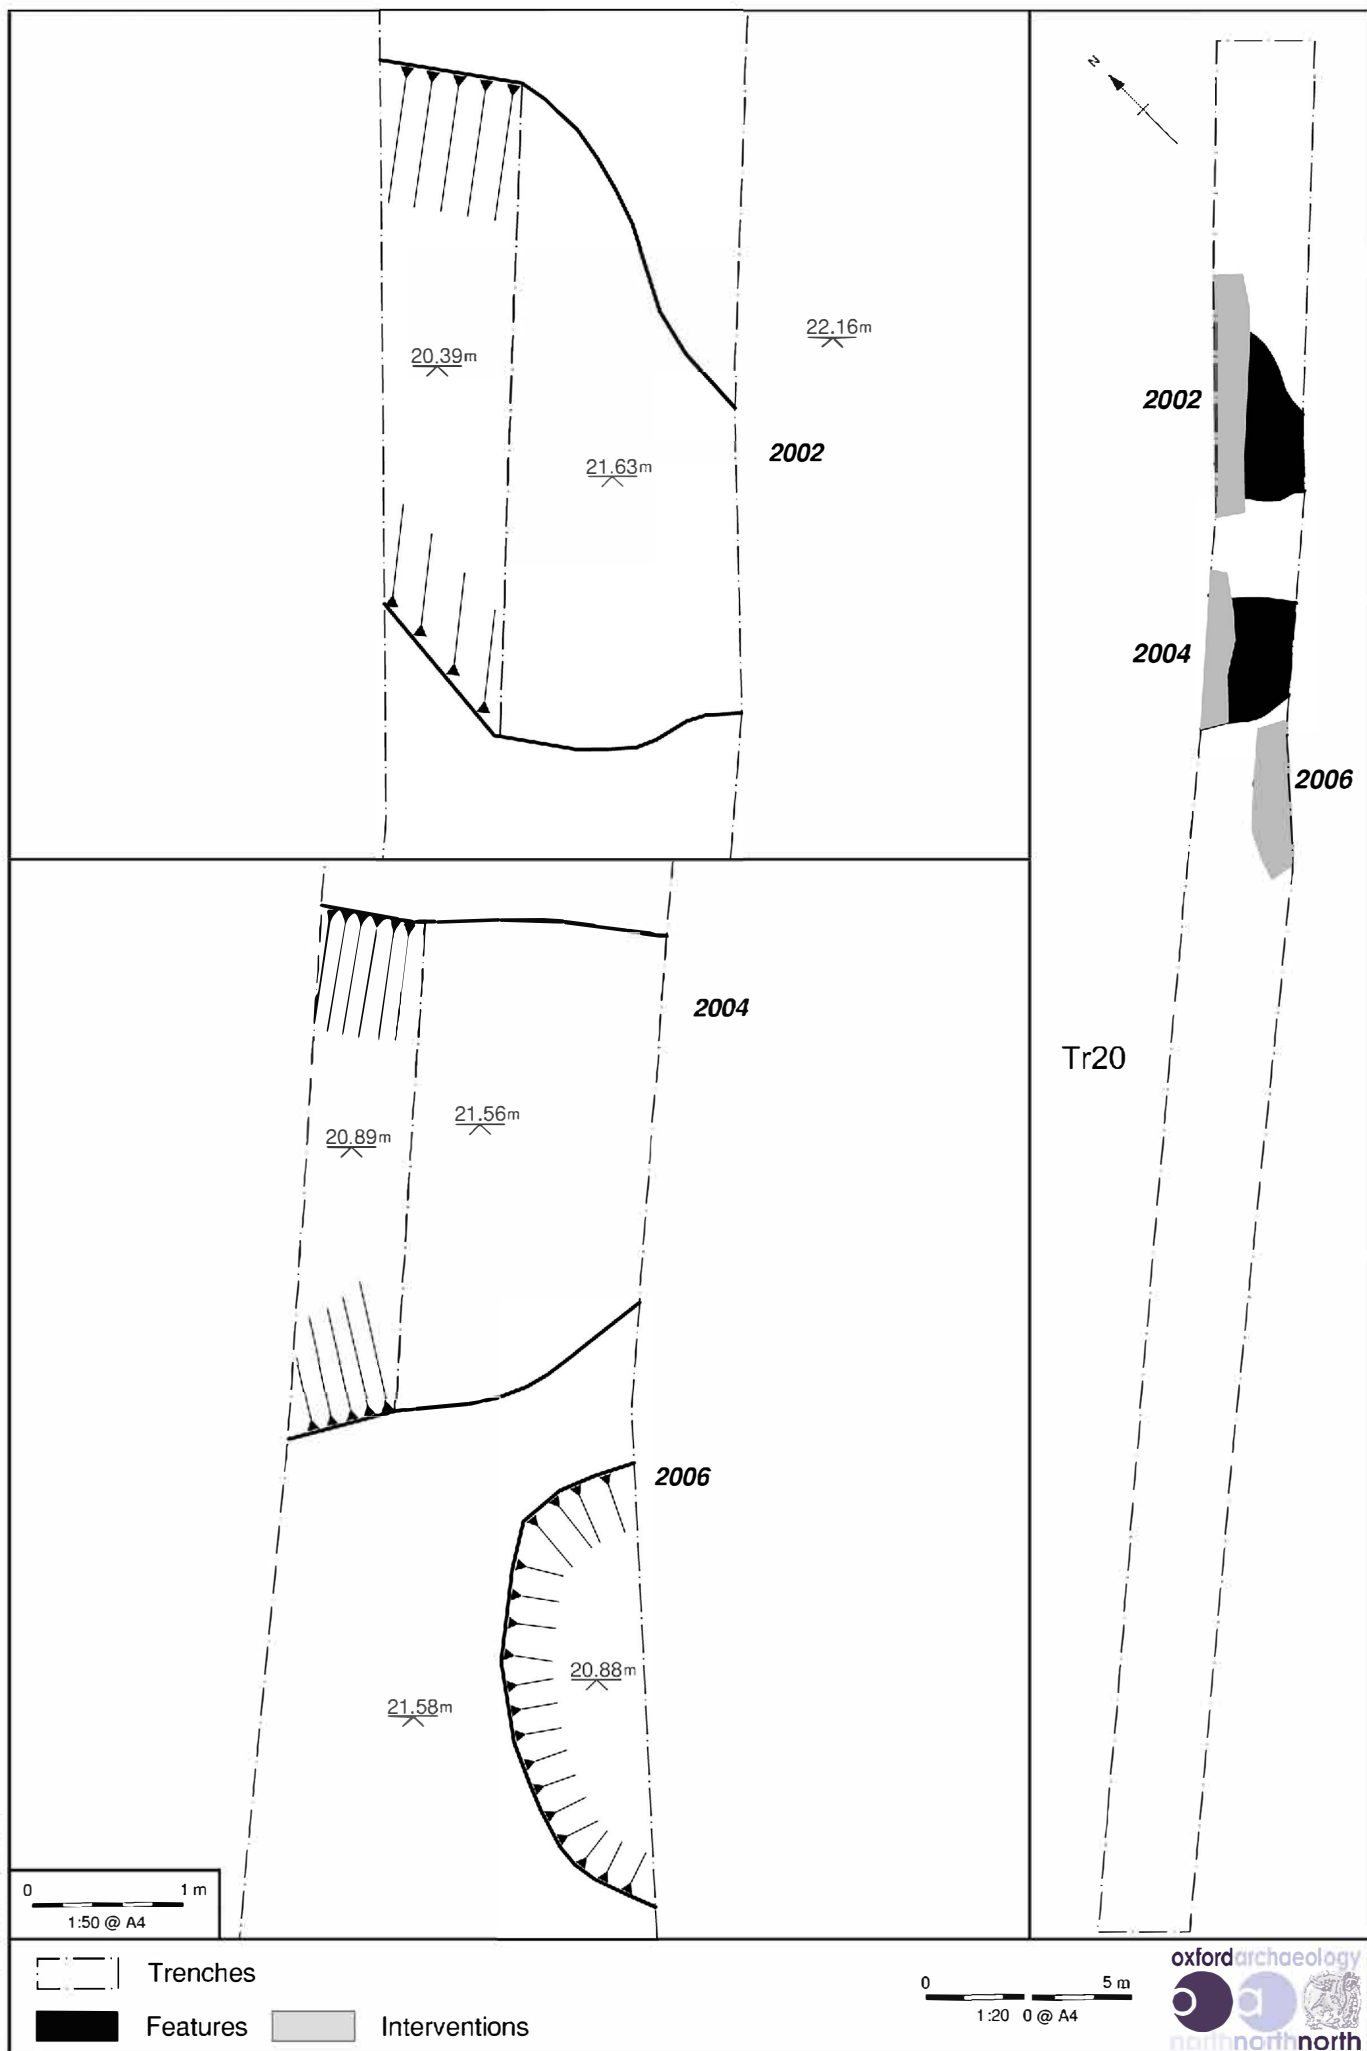 N
22.16m
20.39m
2002
21.63m
2002
2004
2006
2004
21.56m
20.89m
Tr20
2006
20.88m
21.58m
0 1 m
1:50 @ A4
Trenches
Features Interventions
0 5 m
1:20 0 @ A4
oxfordarchaeology
a a
northnorthnorth